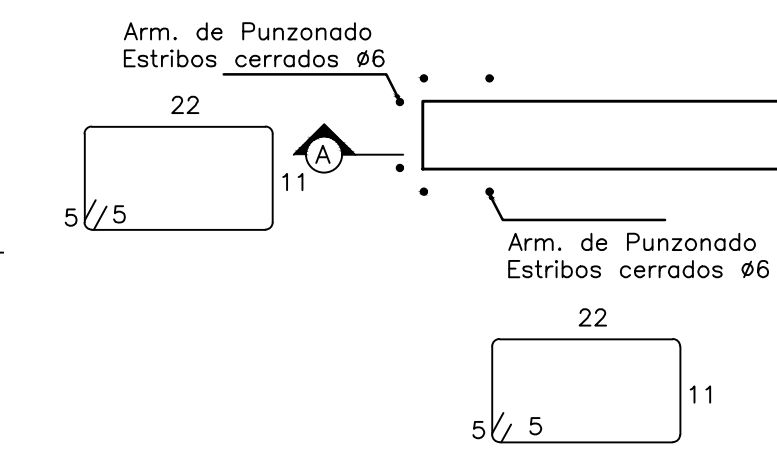 Arm. de Punzonado
Estribos cerrados Ø6
22
11
5 5
A
Arm. de Punzonado
Estribos cerrados Ø6
22
11
5 5